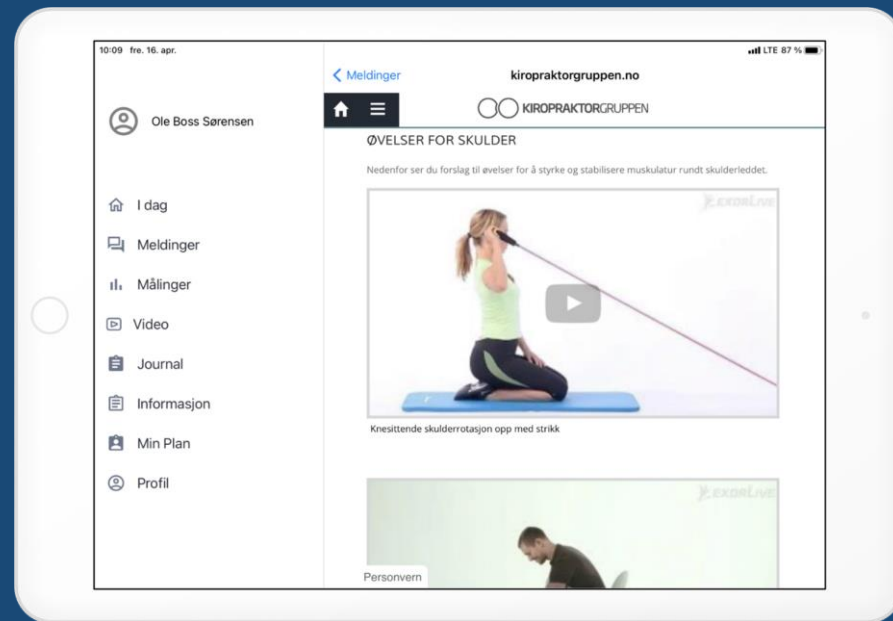 10:09 fre. 16. apr.
LTE 87 %
Ole Boss Sørensen
I dag
Meldinger
Målinger
Video
Journal
Informasjon
Min Plan
Profil
Meldinger
kiropraktorgruppen.no
KIROPRAKTORGRUPPEN
ØVELSER FOR SKULDER
Nedenfor ser du forslag til øvelser for å styrke og stabilisere muskulatur rundt skulderleddet.
EXORLIVE
Knesittende skulderrotasjon opp med strikk
EXORLIVE
Personvern